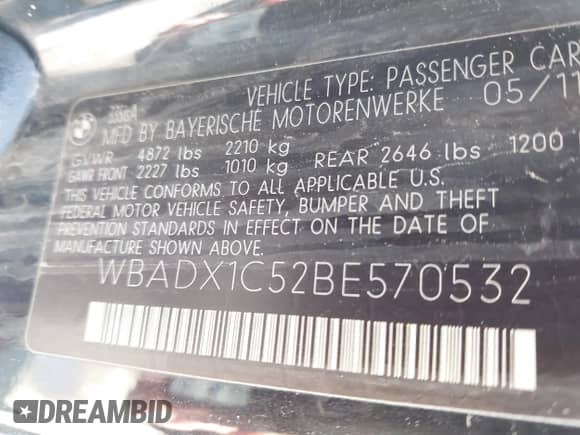 VEHICLE TYPE: PASSENGER CAR
MFD BY BAYERISCHE MOTORENWERKE 05/11
GVWR 4872 lbs 2210 kg
GAWR FRONT 2227 lbs 1010 kg REAR 2646 lbs 1200
THIS VEHICLE CONFORMS TO ALL APPLICABLE U.S.
FEDERAL MOTOR VEHICLE SAFETY, BUMPER AND THEFT
PREVENTION STANDARDS IN EFFECT ON THE DATE OF
MANUFACTURE SHOWN ABOVE.
WBADX1C52BE570532
DREAMBID